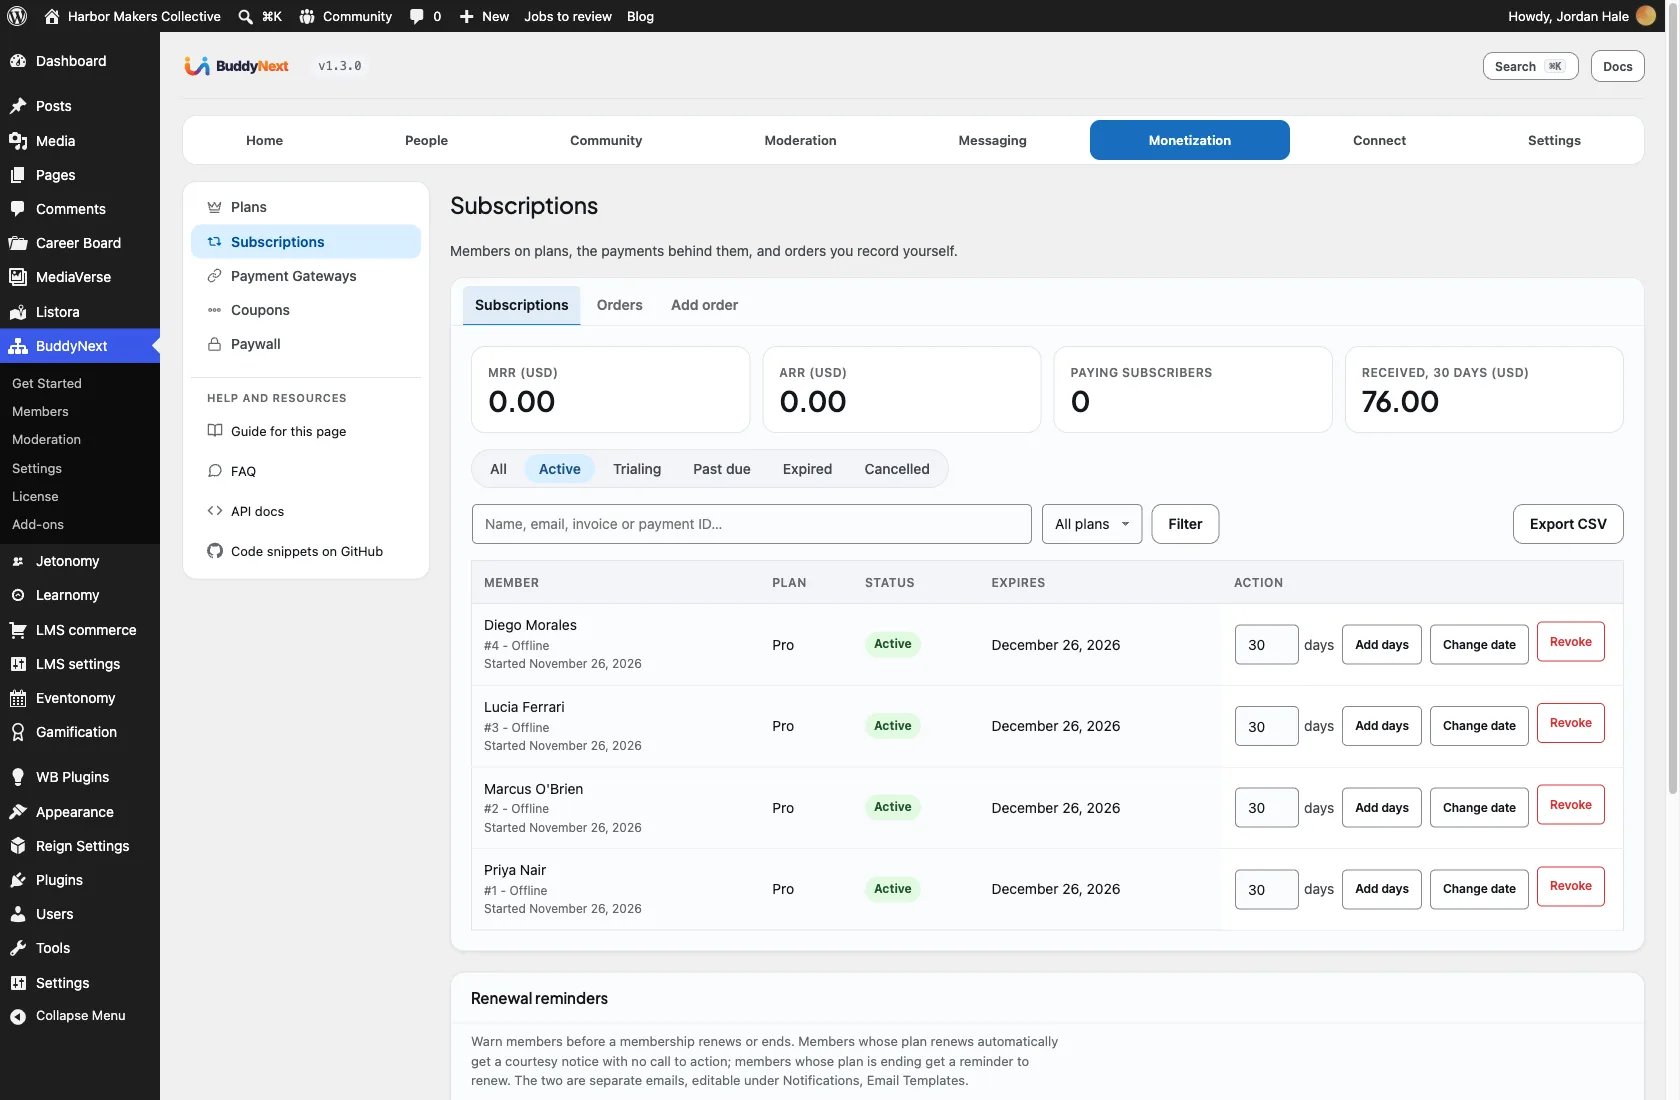 Harbor Makers Collective
⌘K
Community
0
New
Jobs to review
Blog
Howdy, Jordan Hale
Dashboard
Posts
Media
Pages
Comments
Career Board
MediaVerse
Listora
BuddyNext
Get Started
Members
Moderation
Settings
License
Add-ons
Jetonomy
Learnomy
LMS commerce
LMS settings
Eventonomy
Gamification
WB Plugins
Appearance
Reign Settings
Plugins
Users
Tools
Settings
Collapse Menu
BuddyNext
v1.3.0
Search ⌘K
Docs
Home
People
Community
Moderation
Messaging
Monetization
Connect
Settings
Plans
Subscriptions
Payment Gateways
Coupons
Paywall
HELP AND RESOURCES
Guide for this page
FAQ
API docs
Code snippets on GitHub
Subscriptions
Members on plans, the payments behind them, and orders you record yourself.
Subscriptions
Orders
Add order
MRR (USD)
0.00
ARR (USD)
0.00
PAYING SUBSCRIBERS
0
RECEIVED, 30 DAYS (USD)
76.00
All
Active
Trialing
Past due
Expired
Cancelled
Name, email, invoice or payment ID...
All plans
Filter
Export CSV
MEMBER PLAN STATUS EXPIRES ACTION
Diego Morales
#4 - Offline
Started November 26, 2026
Pro
Active
December 26, 2026
30 days
Add days
Change date
Revoke
Lucia Ferrari
#3 - Offline
Started November 26, 2026
Pro
Active
December 26, 2026
30 days
Add days
Change date
Revoke
Marcus O'Brien
#2 - Offline
Started November 26, 2026
Pro
Active
December 26, 2026
30 days
Add days
Change date
Revoke
Priya Nair
#1 - Offline
Started November 26, 2026
Pro
Active
December 26, 2026
30 days
Add days
Change date
Revoke
Renewal reminders
Warn members before a membership renews or ends. Members whose plan renews automatically
get a courtesy notice with no call to action; members whose plan is ending get a reminder to
renew. The two are separate emails, editable under Notifications, Email Templates.